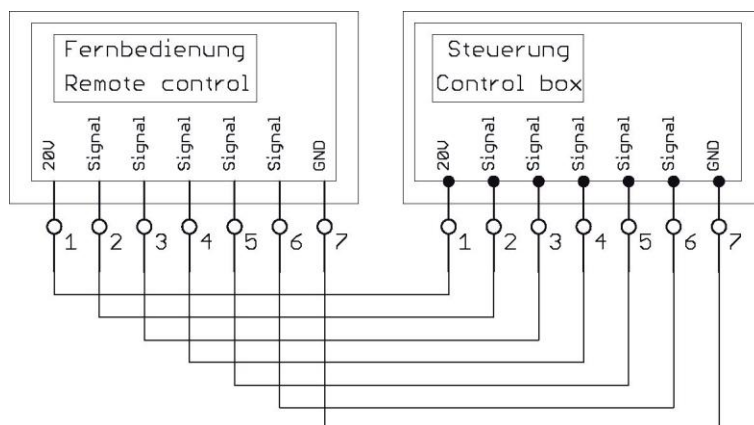 Fernbedienung
Remote control
20V
Signal
Signal
Signal
Signal
Signal
GND
1
2
3
4
5
6
7
Steuerung
Control box
20V
Signal
Signal
Signal
Signal
Signal
GND
1
2
3
4
5
6
7